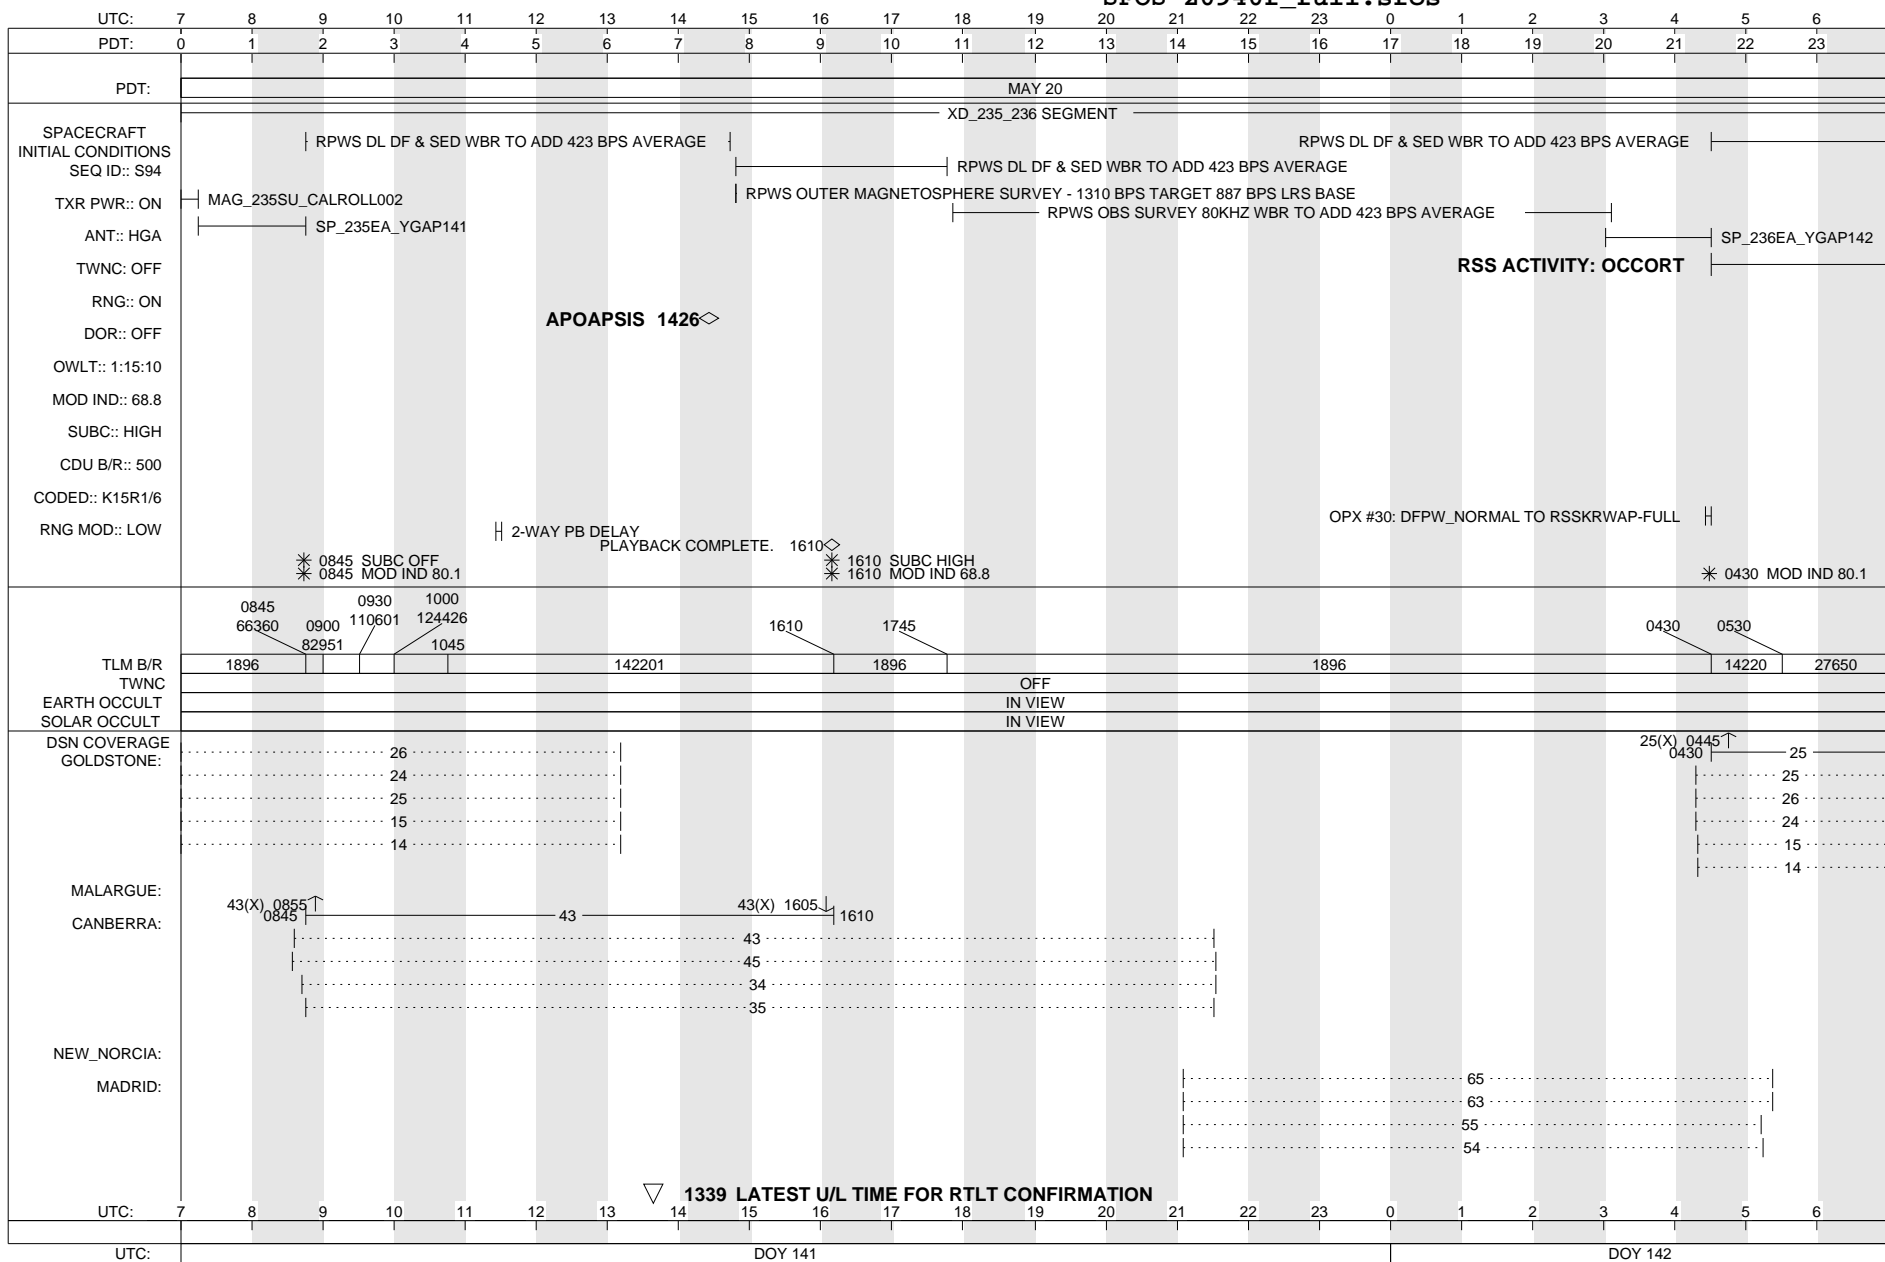 SFOS 20940L_full.sfos
UTC: 7 8 9 10 11 12 13 14 15 16 17 18 19 20 21 22 23 0 1 2 3 4 5 6
PDT: 0 1 2 3 4 5 6 7 8 9 10 11 12 13 14 15 16 17 18 19 20 21 22 23
PDT: MAY 20
XD_235_236 SEGMENT
SPACECRAFT
INITIAL CONDITIONS
RPWS DL DF & SED WBR TO ADD 423 BPS AVERAGE
RPWS DL DF & SED WBR TO ADD 423 BPS AVERAGE
SEQ ID:: S94
RPWS DL DF & SED WBR TO ADD 423 BPS AVERAGE
RPWS OUTER MAGNETOSPHERE SURVEY - 1310 BPS TARGET 887 BPS LRS BASE
TXR PWR:: ON
MAG_235SU_CALROLL002
RPWS OBS SURVEY 80KHZ WBR TO ADD 423 BPS AVERAGE
SP_235EA_YGAP141
ANT:: HGA
SP_236EA_YGAP142
TWNC: OFF
RSS ACTIVITY: OCCORT
RNG:: ON
APOAPSIS 1426
DOR:: OFF
OWLT:: 1:15:10
MOD IND:: 68.8
SUBC:: HIGH
CDU B/R:: 500
CODED:: K15R1/6
OPX #30: DFPW_NORMAL TO RSSKRWAP-FULL
RNG MOD:: LOW
2-WAY PB DELAY
PLAYBACK COMPLETE. 1610
0845 SUBC OFF
1610 SUBC HIGH
0845 MOD IND 80.1
1610 MOD IND 68.8
0430 MOD IND 80.1
0845 0930 1000
66360 0900 110601 124426 1610 1745 0430 0530
82951 1045
TLM B/R 1896 142201 1896 1896 14220 27650
TWNC OFF
EARTH OCCULT IN VIEW
SOLAR OCCULT IN VIEW
DSN COVERAGE
25(X) 0445
GOLDSTONE: 26 0430 25
24 25
25 26
15 24
14 15
14
MALARGUE:
43(X) 0855 43(X) 1605
CANBERRA: 0845 43 1610
43
45
34
35
NEW_NORCIA:
MADRID: 65
63
55
54
1339 LATEST U/L TIME FOR RTLT CONFIRMATION
UTC: 7 8 9 10 11 12 13 14 15 16 17 18 19 20 21 22 23 0 1 2 3 4 5 6
UTC: DOY 141 DOY 142